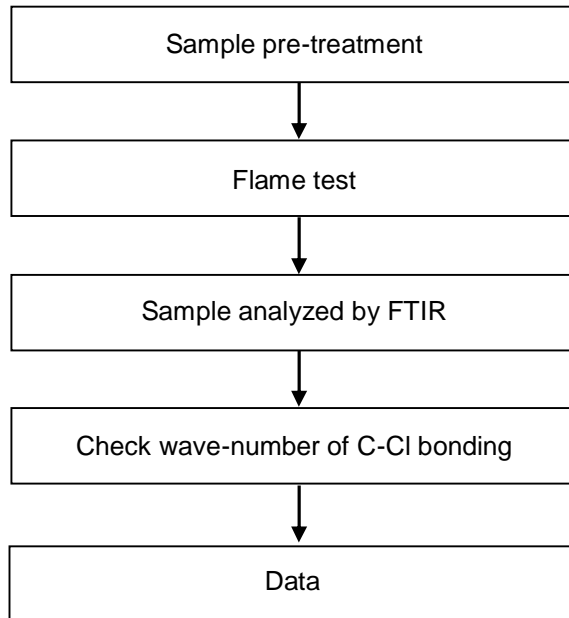 Sample pre-treatment
Flame test
Sample analyzed by FTIR
Check wave-number of C-Cl bonding
Data